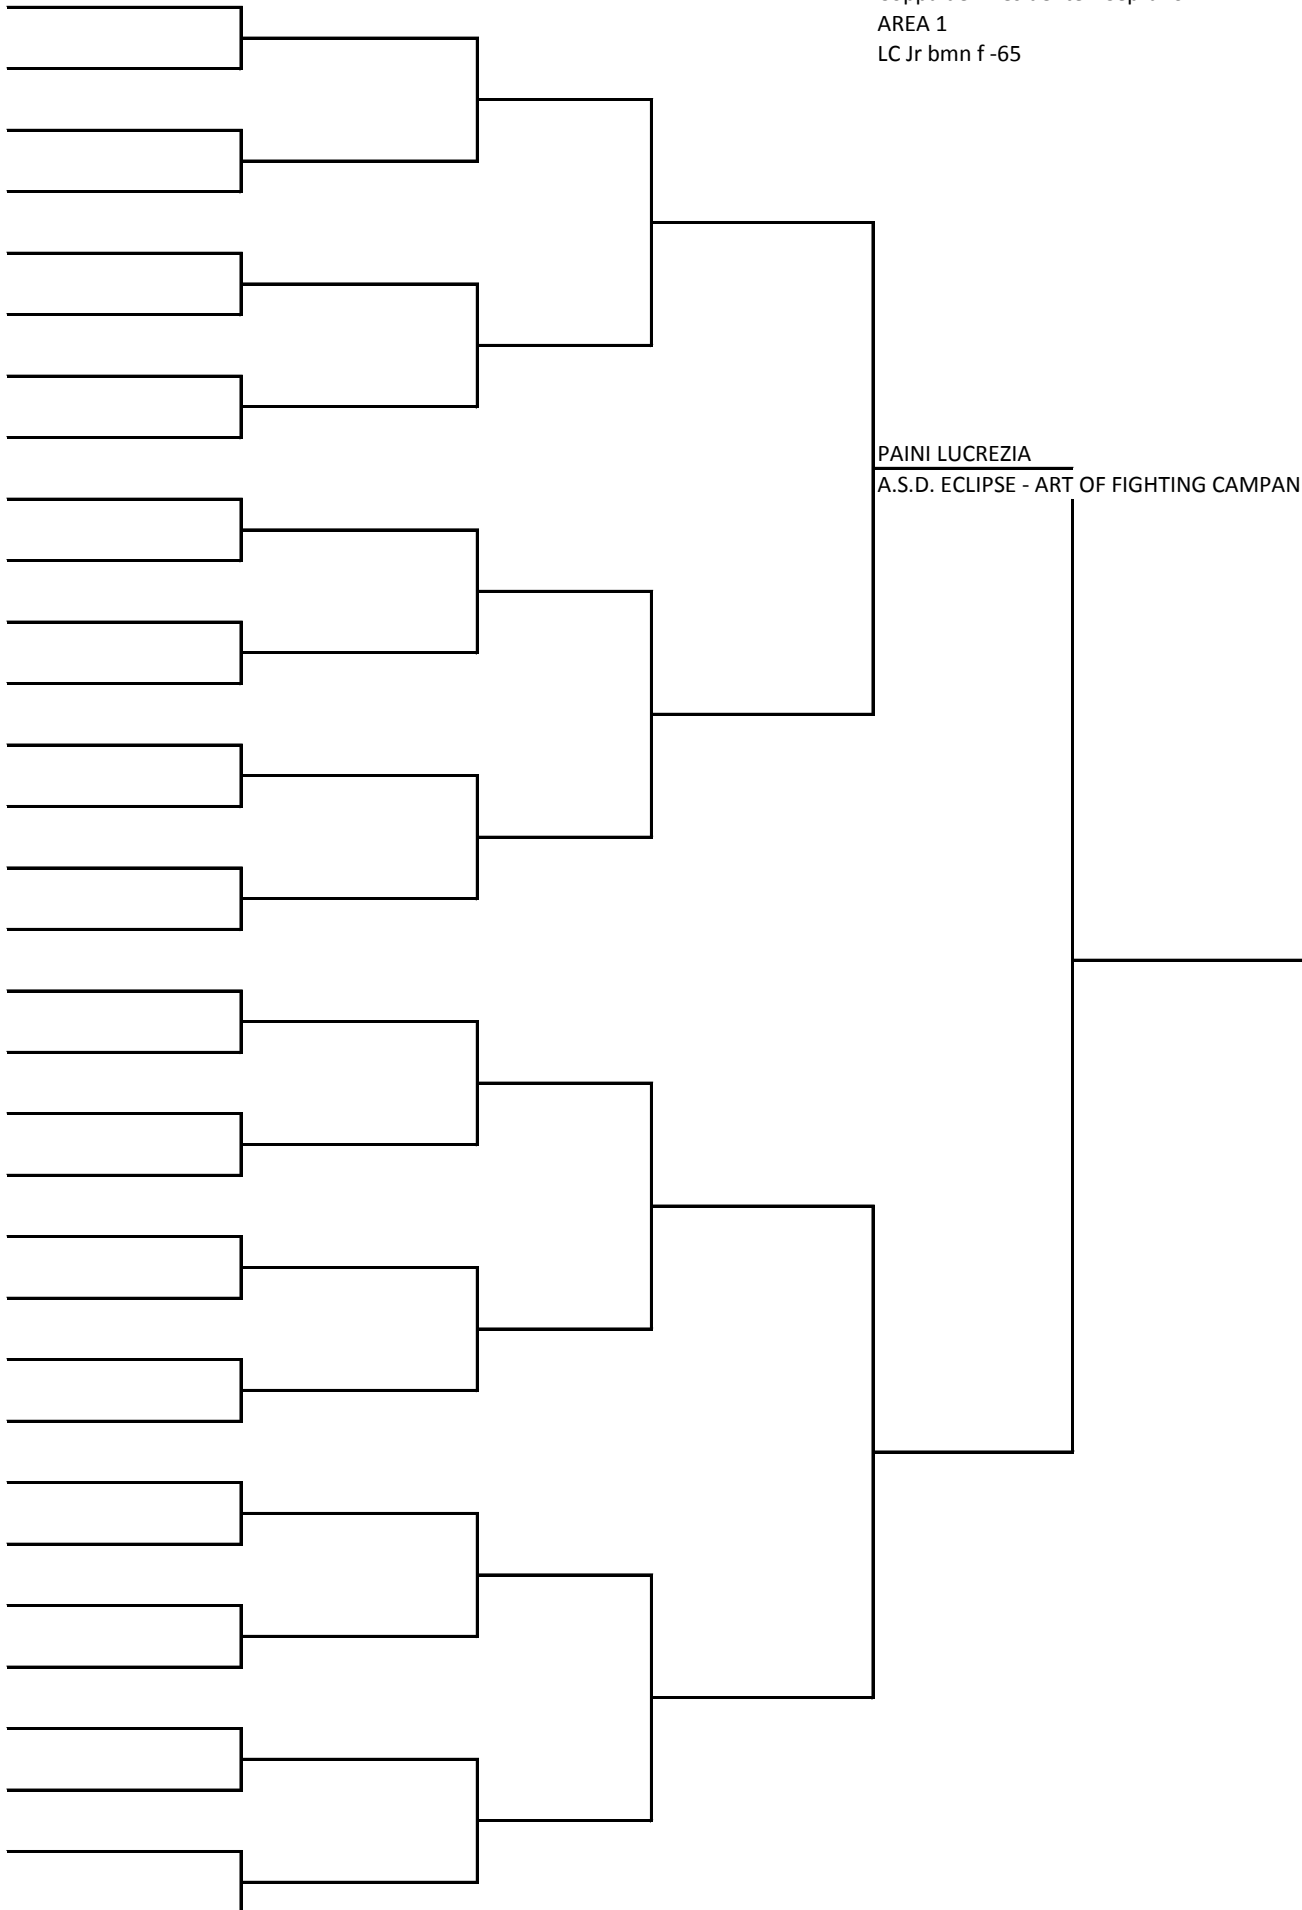 AREA 1
LC Jr bmn f -65
PAINI LUCREZIA
A.S.D. ECLIPSE - ART OF FIGHTING CAMPAN